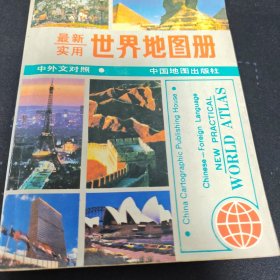 最新
实用
世界地图册
中外文对照
中国地图出版社
China Cartographic Publishing House
Chinese-Foreign Language
NEW PRACTICAL
WORLD ATLAS